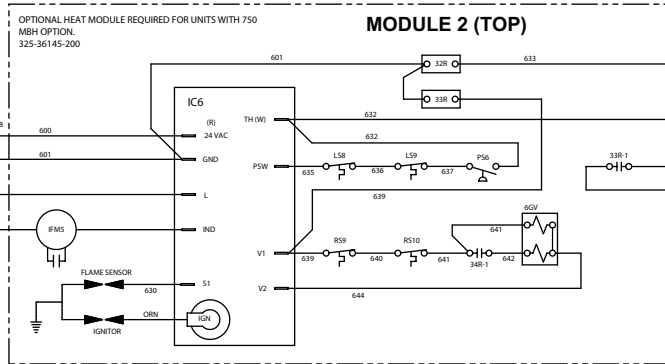 OPTIONAL HEAT MODULE REQUIRED FOR UNITS WITH 750
MBH OPTION.
325-36145-200
MODULE 2 (TOP)
601
32R
633
33R
IC6
(R)
24 VAC
TH (W)
632
632
8
600
601
GND
PSW
LS8
LS9
PS6
33R-1
635
636
637
639
L
6GV
IFM5
IND
641
RS9
RS10
V1
639
640
641
34R-1
642
FLAME SENSOR
630
S1
V2
644
ORN
IGN
IGNITOR